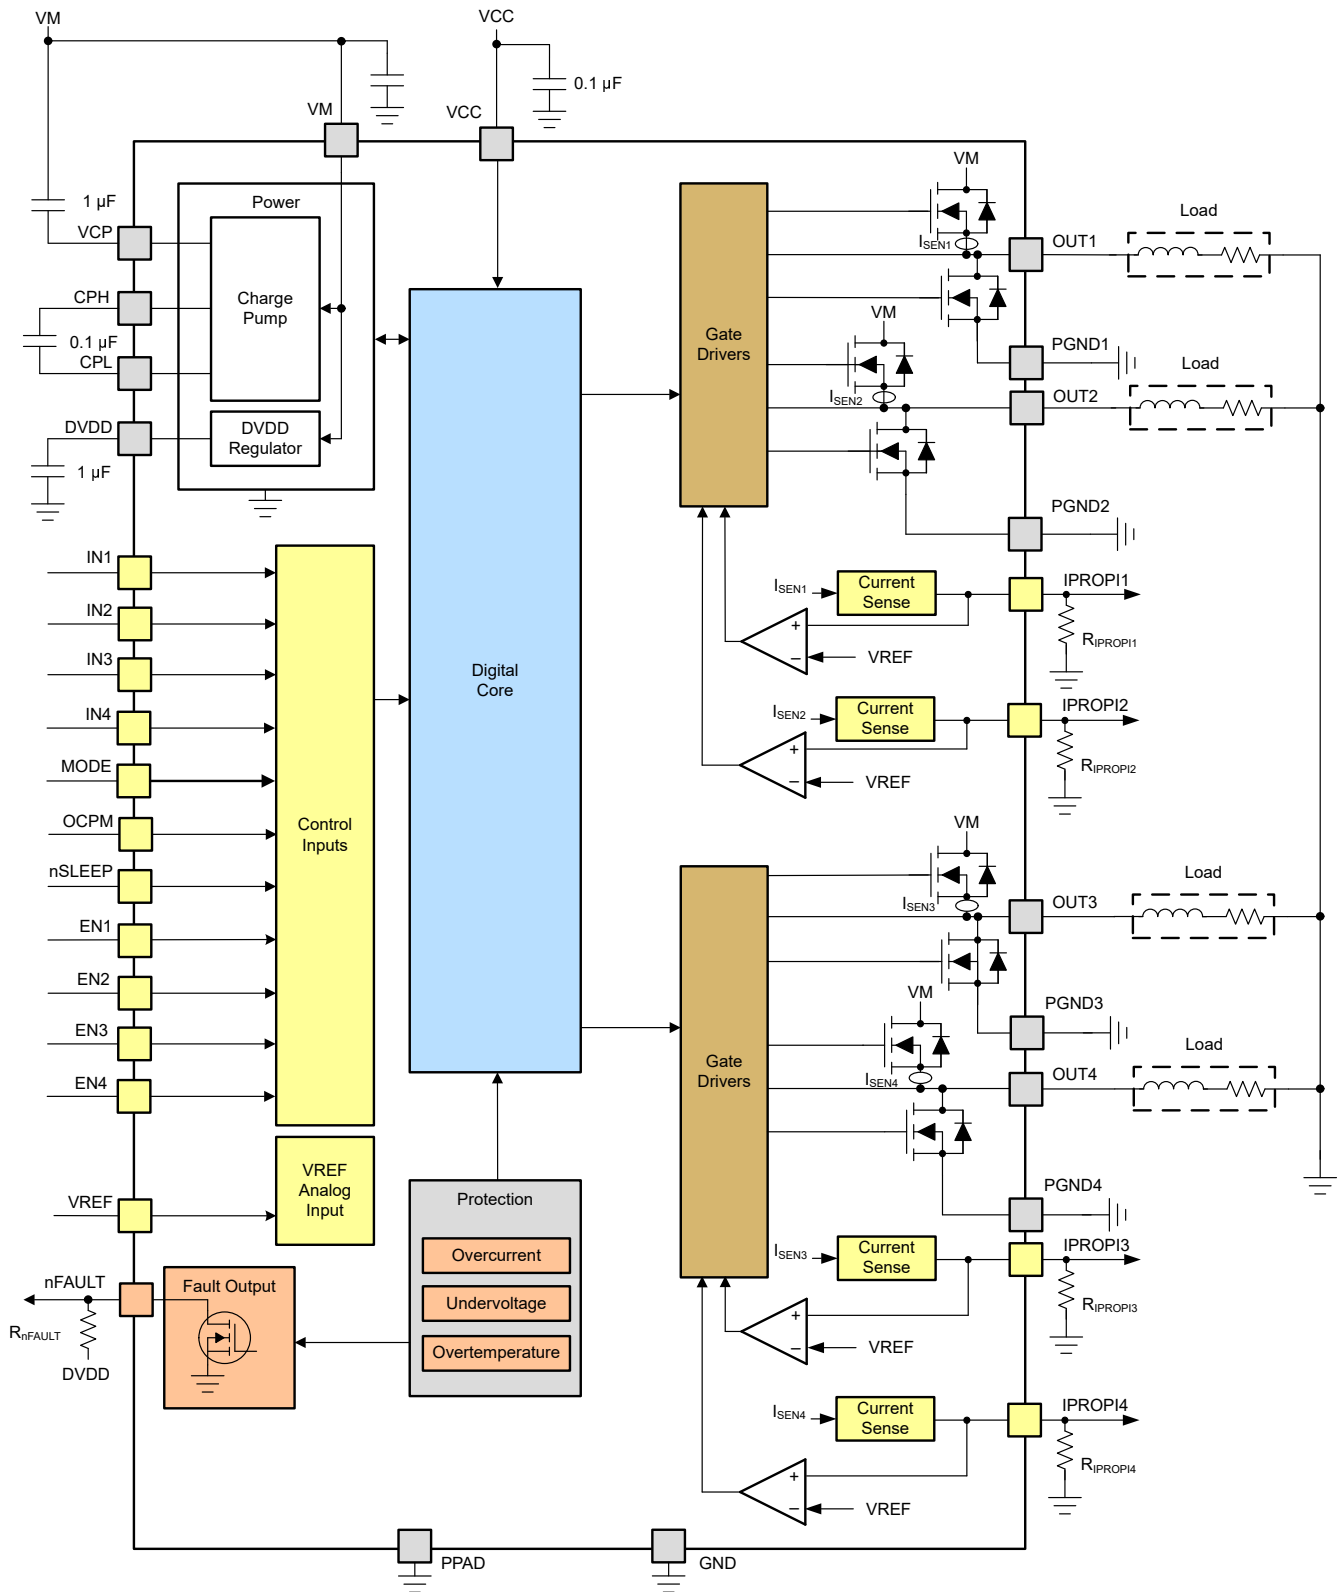 VM
VCC
0.1 µF
VM
VCC
1 µF
VCP
Power
Charge
Pump
CPH
0.1 µF
CPL
DVDD
DVDD
Regulator
1 µF
IN1
IN2
IN3
IN4
MODE
OCPM
nSLEEP
EN1
EN2
EN3
EN4
Control
Inputs
VREF
VREF
Analog
Input
nFAULT
RnFAULT
DVDD
Fault Output
Digital
Core
Protection
Overcurrent
Undervoltage
Overtemperature
Gate
Drivers
VM
ISEN1
VM
ISEN2
OUT1
Load
PGND1
Load
OUT2
PGND2
ISEN1
Current
Sense
IPROPI1
RIPROPI1
+
−
VREF
ISEN2
Current
Sense
IPROPI2
RIPROPI2
+
−
VREF
Gate
Drivers
VM
ISEN3
VM
ISEN4
OUT3
Load
PGND3
Load
OUT4
PGND4
ISEN3
Current
Sense
IPROPI3
RIPROPI3
+
−
VREF
ISEN4
Current
Sense
IPROPI4
RIPROPI4
+
−
VREF
PPAD
GND